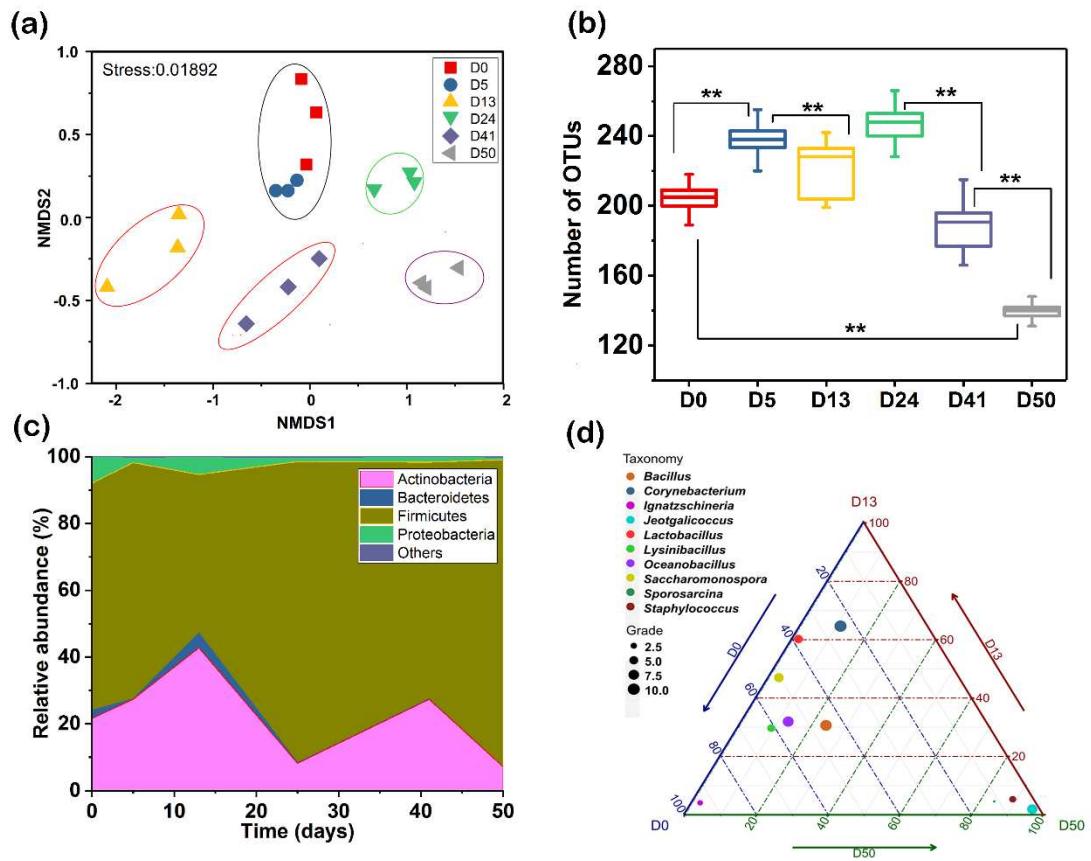 (a)
Stress:0.01892
D0
D5
D13
D24
D41
D50
1.0
0.5
0.0
-0.5
-1.0
NMDS2
-2
-1
0
1
2
NMDS1
(b)
280
240
200
160
120
Number of OTUs
**
**
**
**
**
D0
D5
D13
D24
D41
D50
(c)
100
80
60
40
20
0
Relative abundance (%)
Actinobacteria
Bacteroidetes
Firmicutes
Proteobacteria
Others
0
10
20
30
40
50
Time (days)
(d)
Taxonomy
Bacillus
Corynebacterium
Ignatzschineria
Jeotgalicoccus
Lactobacillus
Lysinibacillus
Oceanobacillus
Saccharomonospora
Sporosarcina
Staphylococcus
Grade
2.5
5.0
7.5
10.0
D13
100
80
60
40
20
D13
20
40
60
80
100
D0
D0
20
40
60
80
100
D50
D50